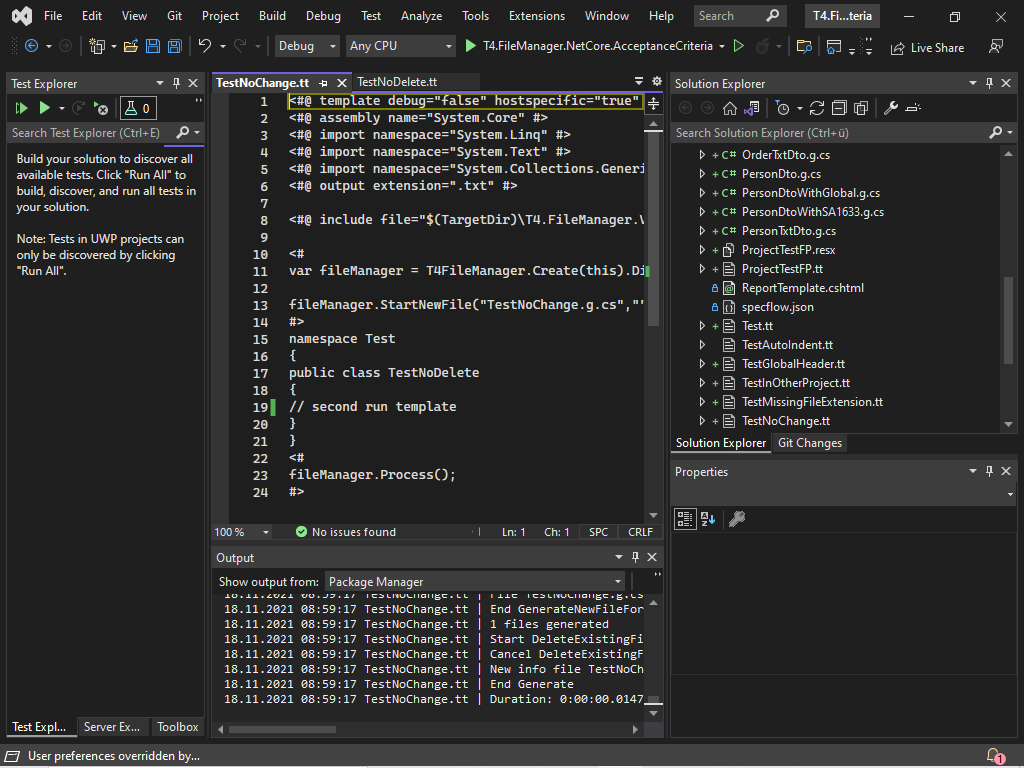 File Edit View Git Project Build Debug Test Analyze Tools Extensions Window Help Search T4.Fi...teria
Debug Any CPU T4.FileManager.NetCore.AcceptanceCriteria Live Share
Test Explorer
0
Search Test Explorer (Ctrl+E)
Build your solution to discover all
available tests. Click "Run All" to
build, discover, and run all tests in
your solution.
Note: Tests in UWP projects can
only be discovered by clicking
"Run All".
Test Expl... Server Ex... Toolbox
TestNoChange.tt TestNoDelete.tt
1 <#@ template debug="false" hostspecific="true"
2 <#@ assembly name="System.Core" #>
3 <#@ import namespace="System.Linq" #>
4 <#@ import namespace="System.Text" #>
5 <#@ import namespace="System.Collections.Generi
6 <#@ output extension=".txt" #>
7
8 <#@ include file="$(TargetDir)\T4.FileManager.V
9
10 <#
11 var fileManager = T4FileManager.Create(this).Di
12
13 fileManager.StartNewFile("TestNoChange.g.cs",""
14 #>
15 namespace Test
16 {
17 public class TestNoDelete
18 {
19 // second run template
20 }
21 }
22 <#
23 fileManager.Process();
24 #>
100 % No issues found Ln: 1 Ch: 1 SPC CRLF
Output
Show output from: Package Manager
18.11.2021 08:59:17 TestNoChange.tt | File TestNoChange.g.cs
18.11.2021 08:59:17 TestNoChange.tt | End GenerateNewFileFor
18.11.2021 08:59:17 TestNoChange.tt | 1 files generated
18.11.2021 08:59:17 TestNoChange.tt | Start DeleteExistingFi
18.11.2021 08:59:17 TestNoChange.tt | Cancel DeleteExistingF
18.11.2021 08:59:17 TestNoChange.tt | New info file TestNoCh
18.11.2021 08:59:17 TestNoChange.tt | End Generate
18.11.2021 08:59:17 TestNoChange.tt | Duration: 0:00:00.0147
Solution Explorer
Search Solution Explorer (Ctrl+ü)
C# OrderTxtDto.g.cs
C# PersonDto.g.cs
C# PersonDtoWithGlobal.g.cs
C# PersonDtoWithSA1633.g.cs
C# PersonTxtDto.g.cs
ProjectTestFP.resx
ProjectTestFP.tt
ReportTemplate.cshtml
specflow.json
Test.tt
TestAutoIndent.tt
TestGlobalHeader.tt
TestInOtherProject.tt
TestMissingFileExtension.tt
TestNoChange.tt
Solution Explorer Git Changes
Properties
User preferences overridden by...
1